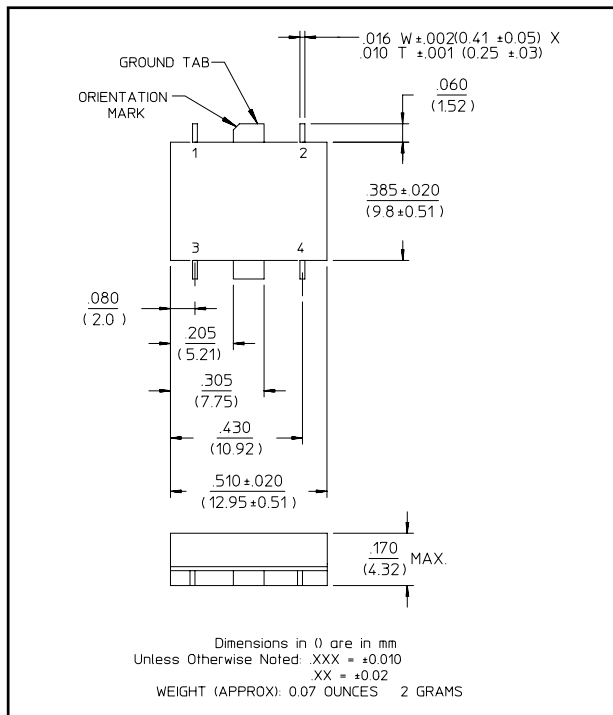 .016 W ±.002(0.41 ±0.05) X
.010 T ±.001 (0.25 ±.03)
GROUND TAB
ORIENTATION
MARK
.060
(1.52)
1
2
.385±.020
(9.8±0.51)
3
4
.080
( 2.0 )
.205
( 5.21)
.305
(7.75)
.430
(10.92)
.510±.020
(12.95±0.51)
.170
(4.32)
MAX.
Dimensions in () are in mm
Unless Otherwise Noted: .XXX = ±0.010
.XX = ±0.02
WEIGHT (APPROX): 0.07 OUNCES 2 GRAMS